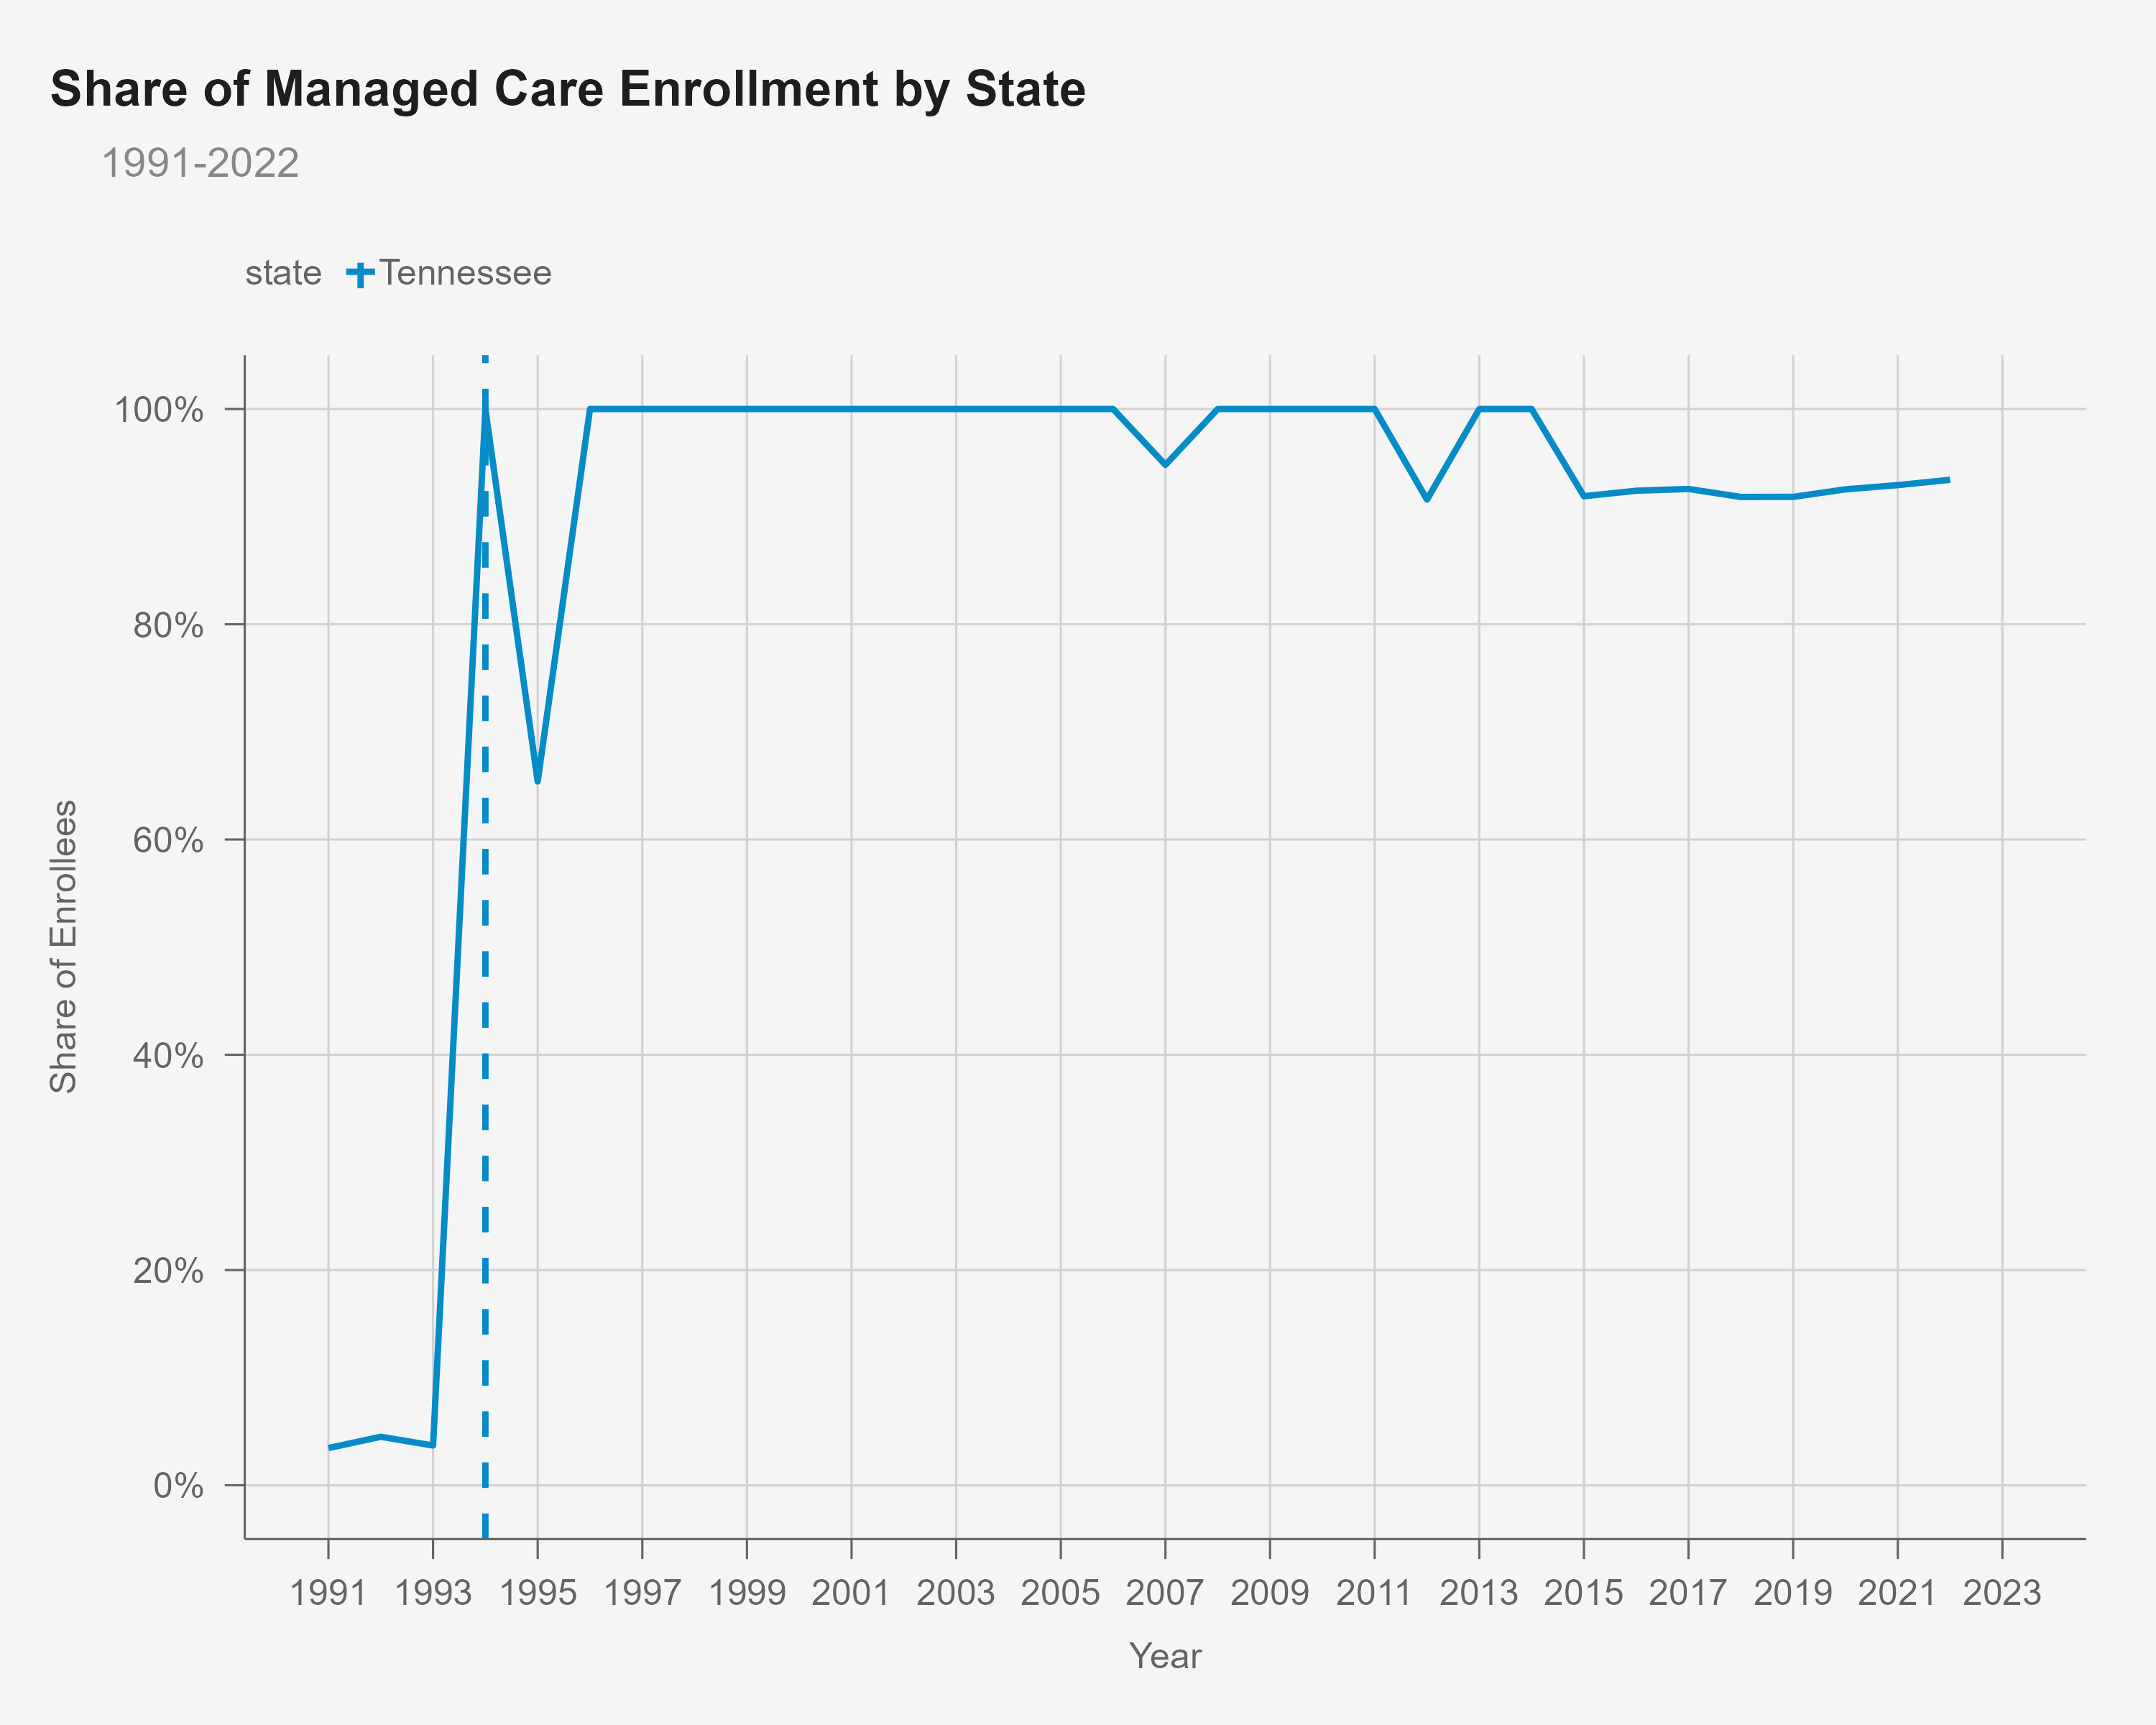 Share of Managed Care Enrollment by State
1991-2022
state Tennessee
100%
80%
60%
40%
20%
0%
Share of Enrollees
1991 1993 1995 1997 1999 2001 2003 2005 2007 2009 2011 2013 2015 2017 2019 2021 2023
Year